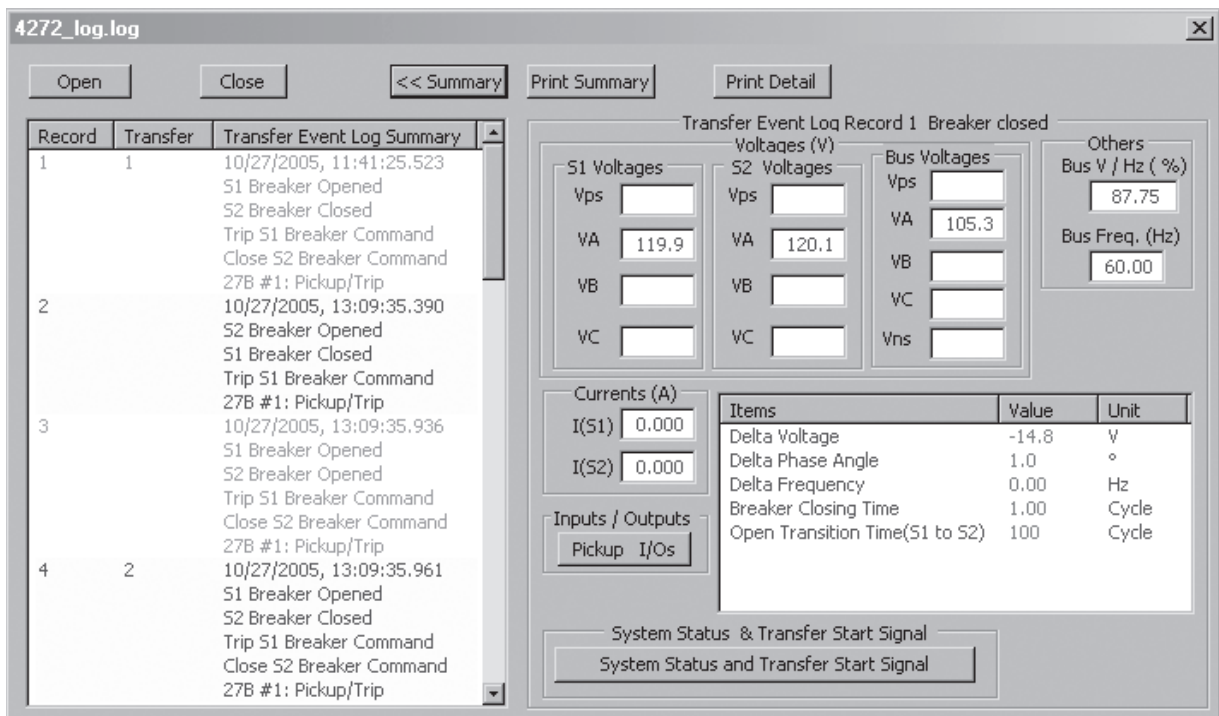 4272_log.log
Open Close << Summary Print Summary Print Detail
Record Transfer Transfer Event Log Summary
1 1 10/27/2005, 11:41:25.523
S1 Breaker Opened
S2 Breaker Closed
Trip S1 Breaker Command
Close S2 Breaker Command
27B #1: Pickup/Trip
2 10/27/2005, 13:09:35.390
S2 Breaker Opened
S1 Breaker Closed
Trip S1 Breaker Command
27B #1: Pickup/Trip
3 10/27/2005, 13:09:35.936
S1 Breaker Opened
S2 Breaker Opened
Trip S1 Breaker Command
Close S2 Breaker Command
27B #1: Pickup/Trip
4 2 10/27/2005, 13:09:35.961
S1 Breaker Opened
S2 Breaker Closed
Trip S1 Breaker Command
Close S2 Breaker Command
27B #1: Pickup/Trip
Transfer Event Log Record 1 Breaker closed
Voltages (V)
S1 Voltages
Vps
VA 119.9
VB
VC
S2 Voltages
Vps
VA 120.1
VB
VC
Bus Voltages
Vps
VA 105.3
VB
VC
Vns
Others
Bus V / Hz ( %)
87.75
Bus Freq. (Hz)
60.00
Currents (A)
I(S1) 0.000
I(S2) 0.000
Inputs / Outputs
Pickup I/Os
Items Value Unit
Delta Voltage -14.8 V
Delta Phase Angle 1.0 °
Delta Frequency 0.00 Hz
Breaker Closing Time 1.00 Cycle
Open Transition Time(S1 to S2) 100 Cycle
System Status & Transfer Start Signal
System Status and Transfer Start Signal